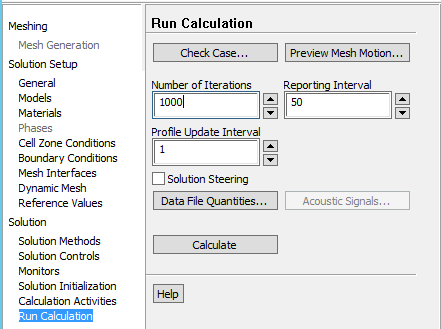 Meshing
Mesh Generation
Solution Setup
General
Models
Materials
Phases
Cell Zone Conditions
Boundary Conditions
Mesh Interfaces
Dynamic Mesh
Reference Values
Solution
Solution Methods
Solution Controls
Monitors
Solution Initialization
Calculation Activities
Run Calculation
Run Calculation
Check Case... Preview Mesh Motion...
Number of Iterations Reporting Interval
1000 50
Profile Update Interval
1
Solution Steering
Data File Quantities... Acoustic Signals...
Calculate
Help